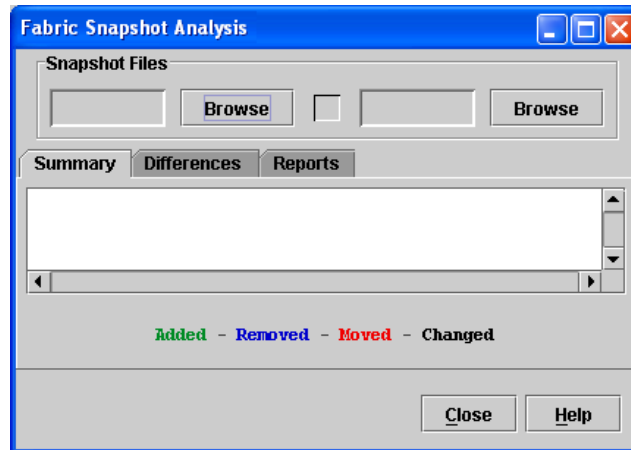 Fabric Snapshot Analysis
Snapshot Files
Browse Browse
Summary Differences Reports
Added - Removed - Moved - Changed
Close Help